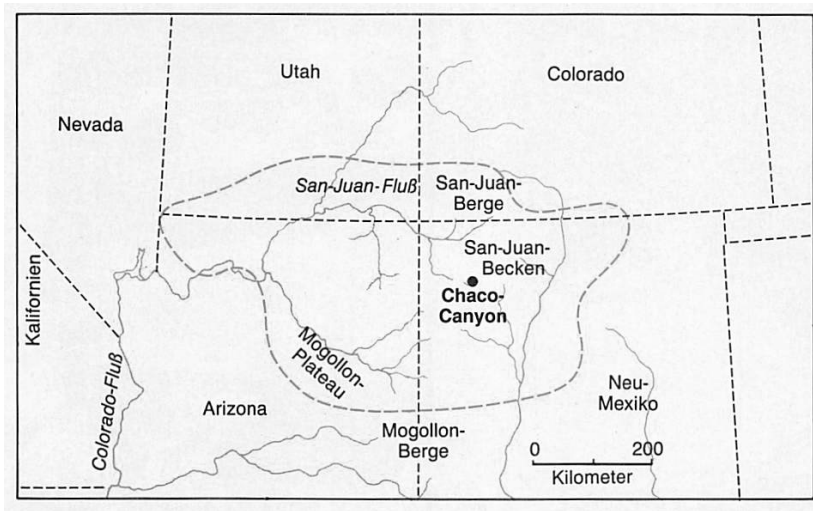 Utah
Colorado
Nevada
San-Juan-Fluß
San-Juan-
Berge
San-Juan-
Becken
Kalifornien
Chaco-
Canyon
Mogollon-
Plateau
Colorado-Fluß
Arizona
Neu-
Mexiko
Mogollon-
Berge
0 200
Kilometer